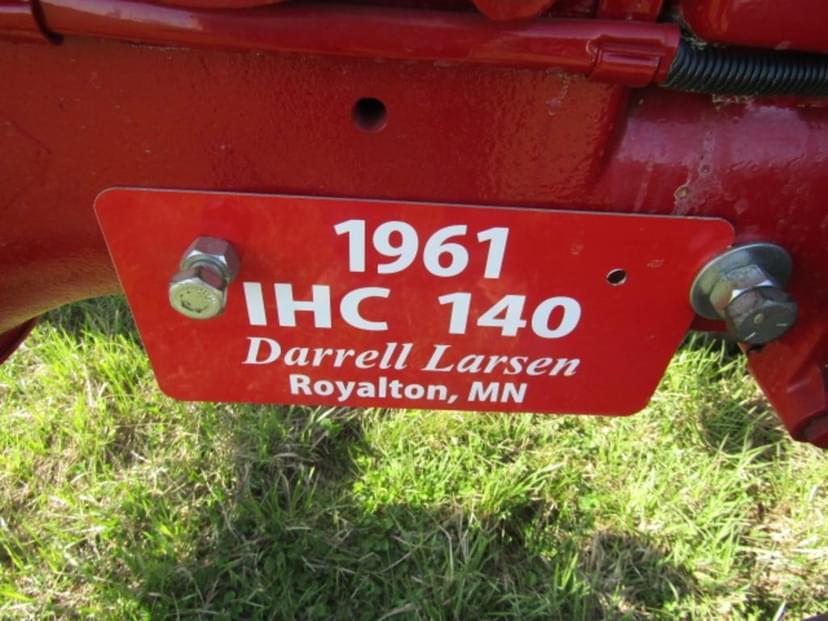 1961
IHC 140
Darrell Larsen
Royalton, MN